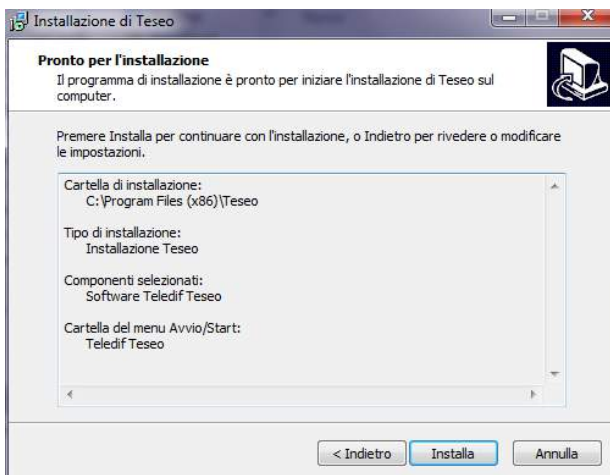 Installazione di Teseo
Pronto per l'installazione
Il programma di installazione è pronto per iniziare l'installazione di Teseo sul
computer.
Premere Installa per continuare con l'installazione, o Indietro per rivedere o modificare
le impostazioni.
Cartella di installazione:
C:\Program Files (x86)\Teseo
Tipo di installazione:
Installazione Teseo
Componenti selezionati:
Software Teledif Teseo
Cartella del menu Avvio/Start:
Teledif Teseo
< Indietro Installa Annulla